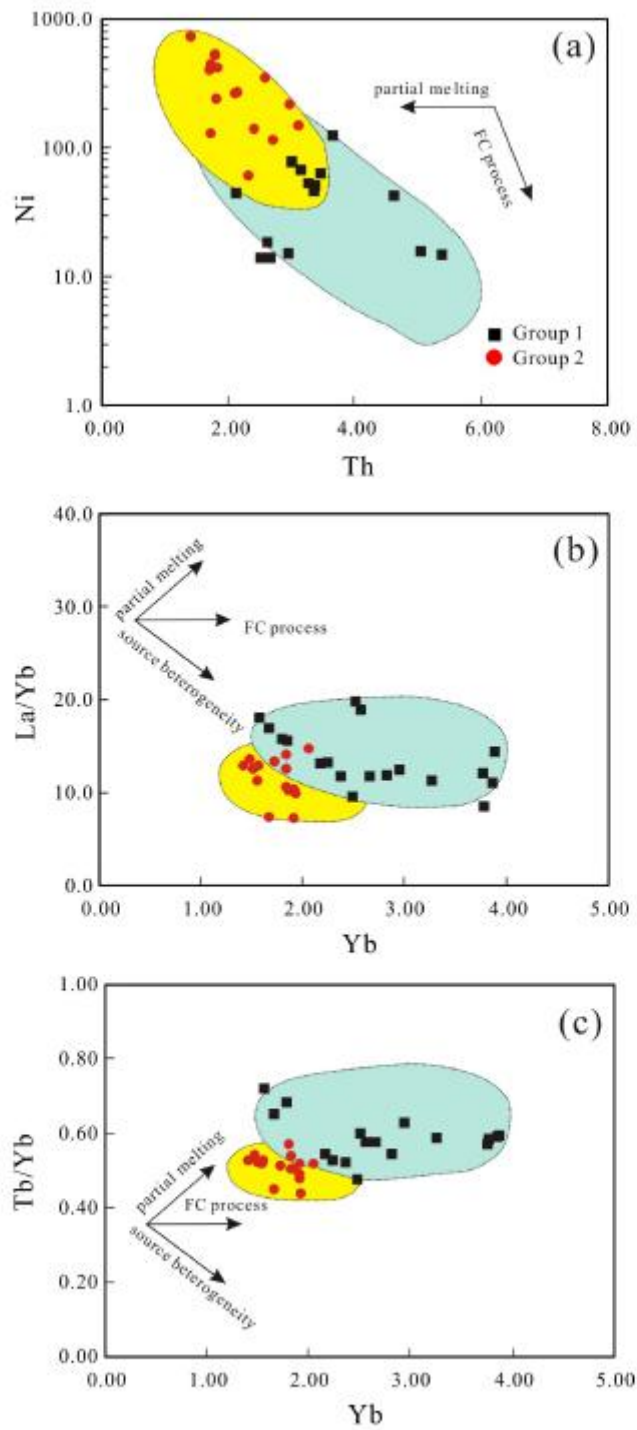 1000.0
(a)
partial melting
FC process
100.0
Ni
10.0
Group 1
Group 2
1.0
0.00 2.00 4.00 6.00 8.00
Th
40.0
(b)
partial melting
30.0
FC process
source heterogeneity
La/Yb
20.0
10.0
0.0
0.00 1.00 2.00 3.00 4.00 5.00
Yb
1.00
(c)
0.80
Tb/Yb
0.60
partial melting
0.40
FC process
source heterogeneity
0.20
0.00
0.00 1.00 2.00 3.00 4.00 5.00
Yb